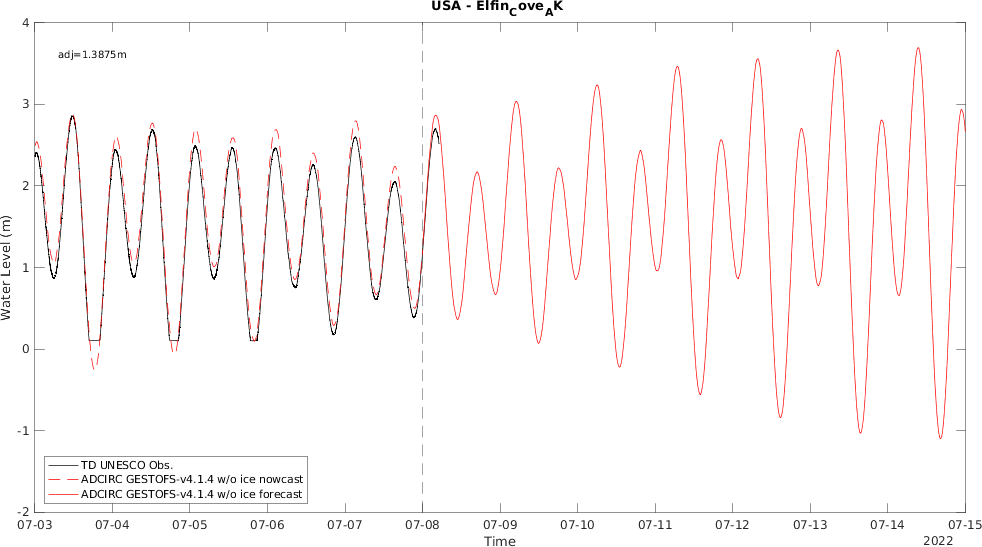 USA - Elfin_Cove_AK
adj=1.3875m
4
3
2
1
0
-1
-2
Water Level (m)
TD UNESCO Obs.
ADCIRC GESTOFS-v4.1.4 w/o ice nowcast
ADCIRC GESTOFS-v4.1.4 w/o ice forecast
07-03 07-04 07-05 07-06 07-07 07-08 07-09 07-10 07-11 07-12 07-13 07-14 07-15
Time
2022